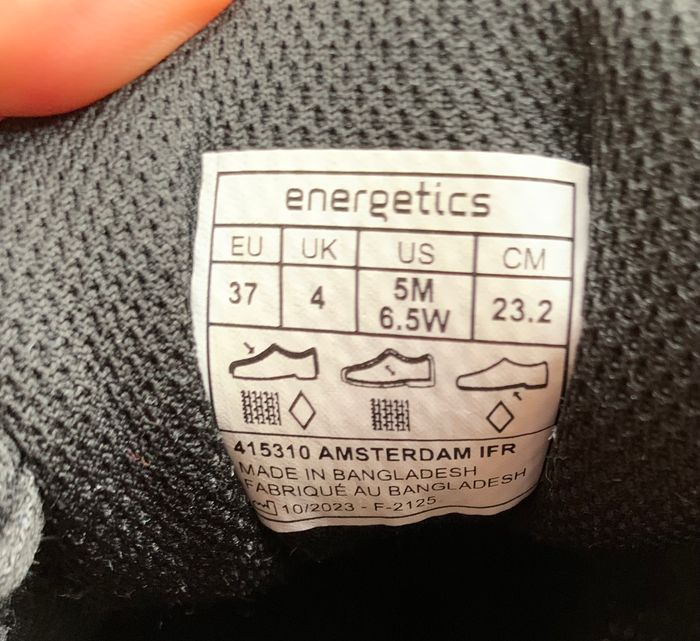 energetics
EU UK US CM
37 4 5M 6.5W 23.2
415310 AMSTERDAM IFR
MADE IN BANGLADESH
FABRIQUÉ AU BANGLADESH
10/2023 - F-2125